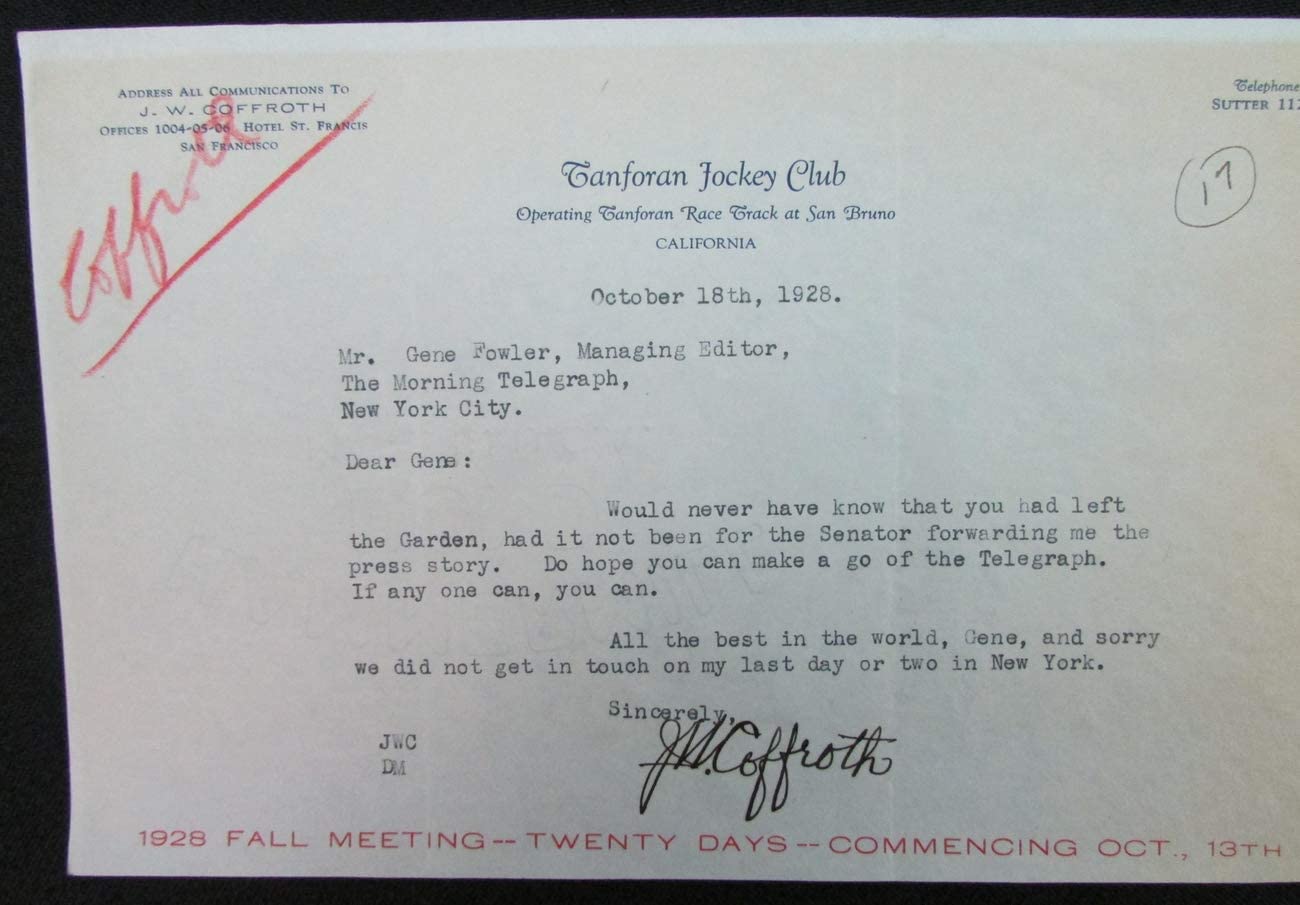 ADDRESS ALL COMMUNICATIONS TO
J. W. COFFROTH
OFFICES 1004-05-06 HOTEL ST. FRANCIS
SAN FRANCISCO
Coffroth
Telephone
SUTTER
17
Tanforan Jockey Club
Operating Tanforan Race Track at San Bruno
CALIFORNIA
October 18th, 1928.
Mr. Gene Fowler, Managing Editor,
The Morning Telegraph,
New York City.
Dear Gene:
Would never have know that you had left
the Garden, had it not been for the Senator forwarding me the
press story. Do hope you can make a go of the Telegraph.
If any one can, you can.
All the best in the world, Gene, and sorry
we did not get in touch on my last day or two in New York.
Sincerely,
J.W. Coffroth
JWC
DM
1928 FALL MEETING--TWENTY DAYS--COMMENCING OCT., 13TH